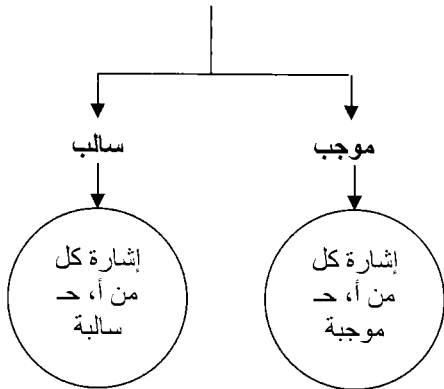 موجب
سالب
إشارة كل
من أ، حـ
موجبة
إشارة كل
من أ، حـ
سالبة